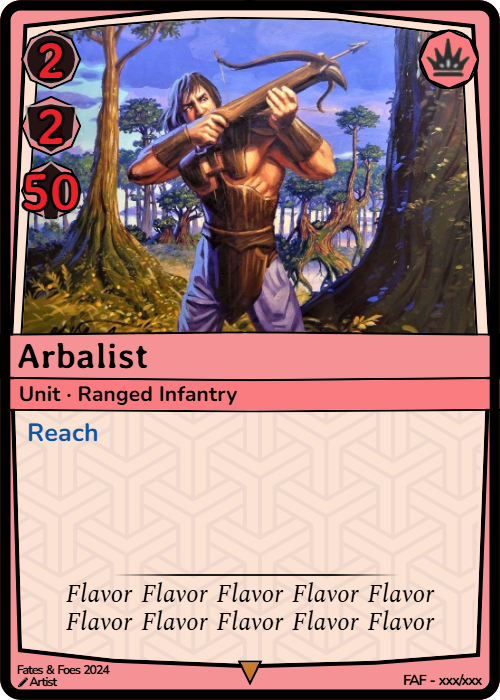 2
2
50
Arbalist
Unit · Ranged Infantry
Reach
Flavor Flavor Flavor Flavor Flavor
Flavor Flavor Flavor Flavor Flavor
Fates & Foes 2024
Artist
FAF - xxx/xxx